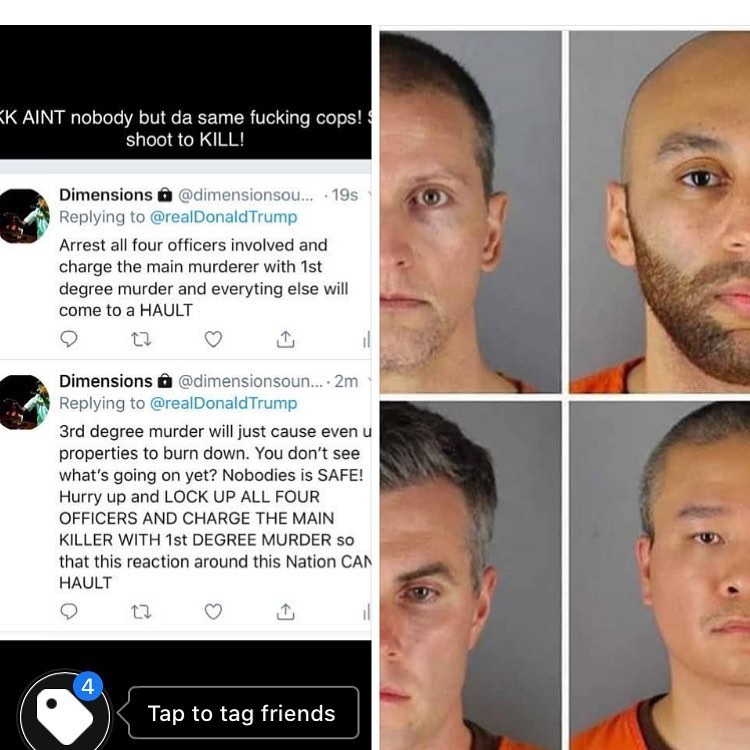 KK AINT nobody but da same fucking cops!
shoot to KILL!
Dimensions @dimensionsou... · 19s
Replying to @realDonaldTrump
Arrest all four officers involved and
charge the main murderer with 1st
degree murder and everyting else will
come to a HAULT
Dimensions @dimensionsoun... · 2m
Replying to @realDonaldTrump
3rd degree murder will just cause even
properties to burn down. You don't see
what's going on yet? Nobodies is SAFE!
Hurry up and LOCK UP ALL FOUR
OFFICERS AND CHARGE THE MAIN
KILLER WITH 1st DEGREE MURDER so
that this reaction around this Nation CAN
HAULT
4
Tap to tag friends